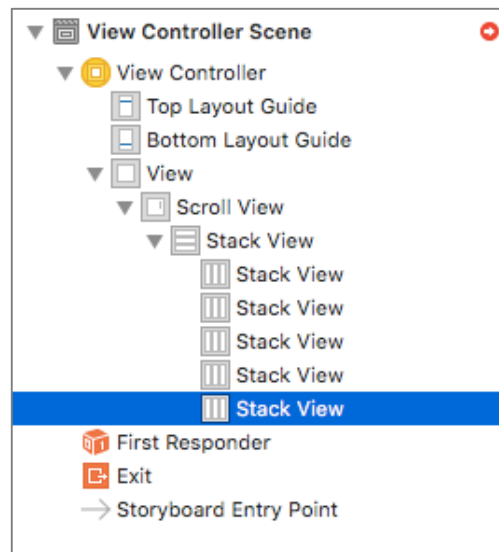 View Controller Scene
View Controller
Top Layout Guide
Bottom Layout Guide
View
Scroll View
Stack View
Stack View
Stack View
Stack View
Stack View
Stack View
First Responder
Exit
Storyboard Entry Point